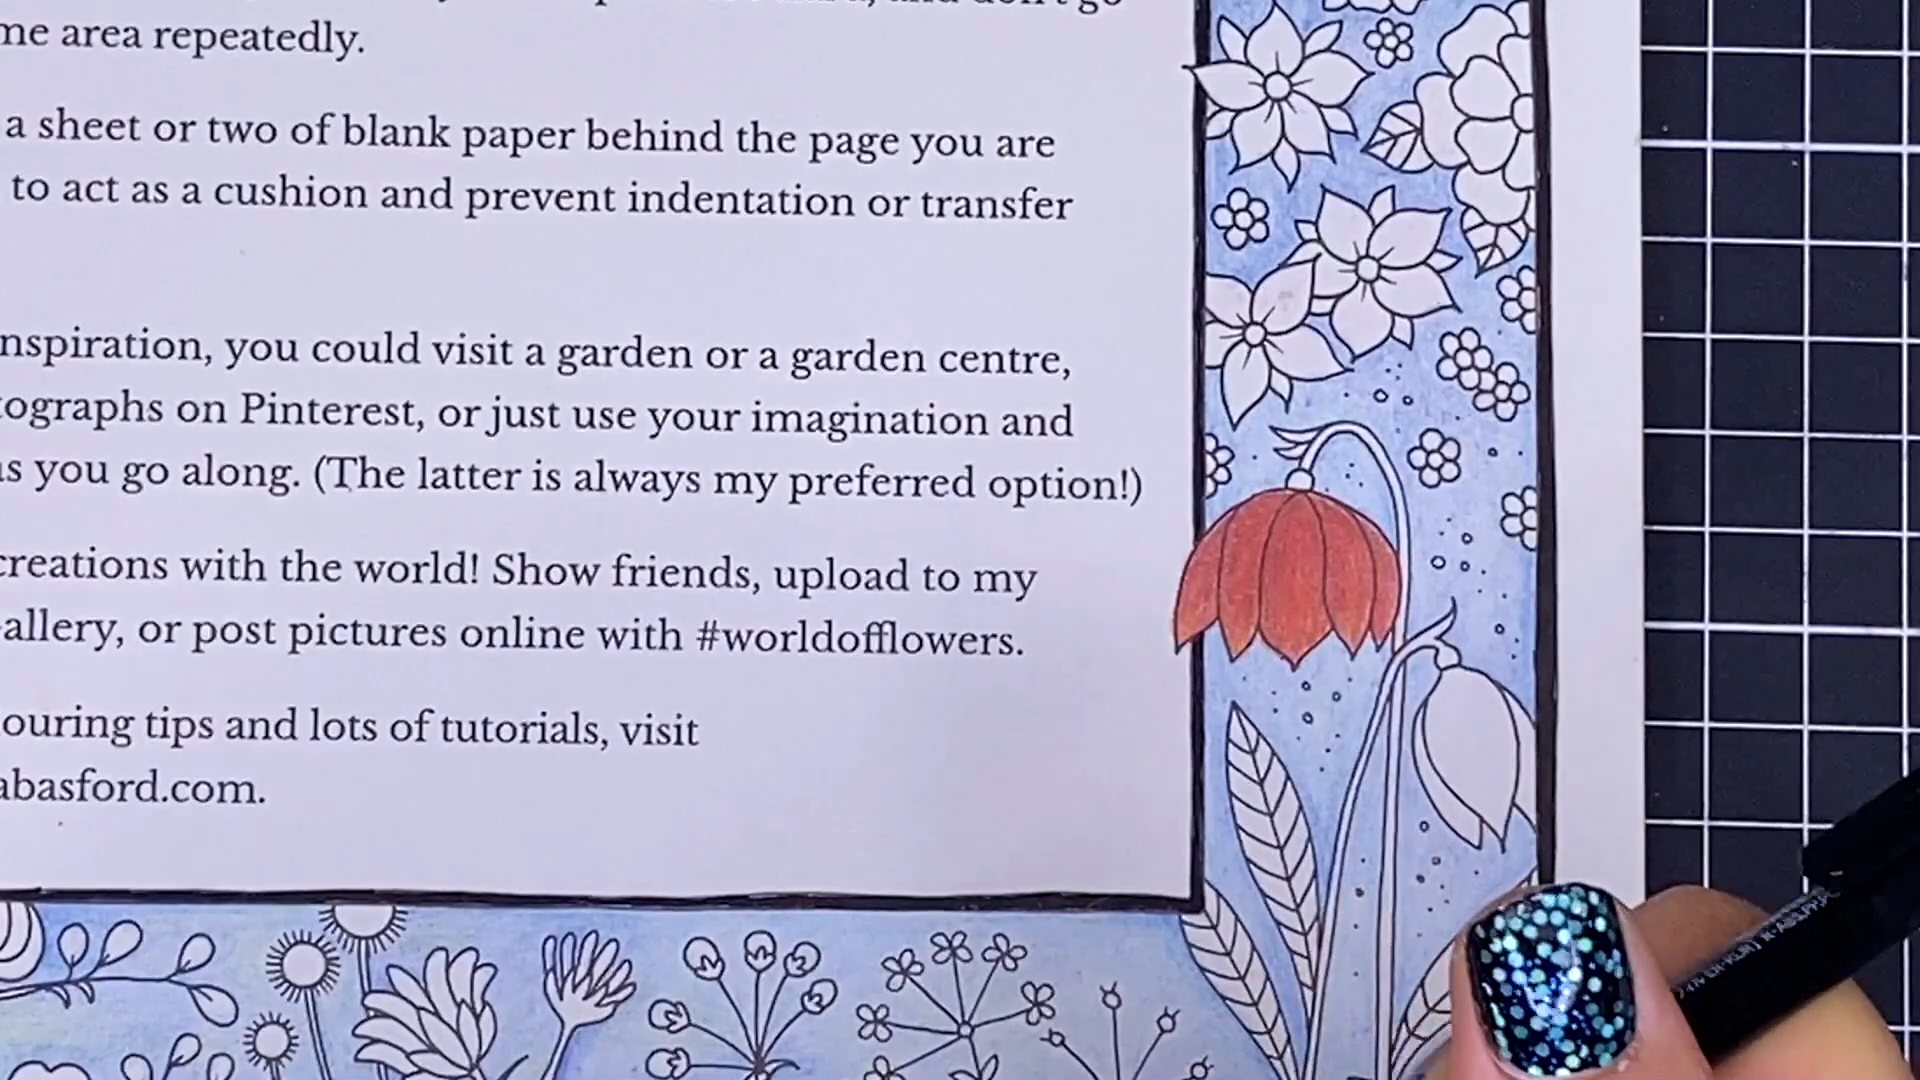 me area repeatedly.
a sheet or two of blank paper behind the page you are
to act as a cushion and prevent indentation or transfer
nspiration, you could visit a garden or a garden centre,
tographs on Pinterest, or just use your imagination and
as you go along. (The latter is always my preferred option!)
creations with the world! Show friends, upload to my
allery, or post pictures online with #worldofflowers.
ouring tips and lots of tutorials, visit
abasford.com.